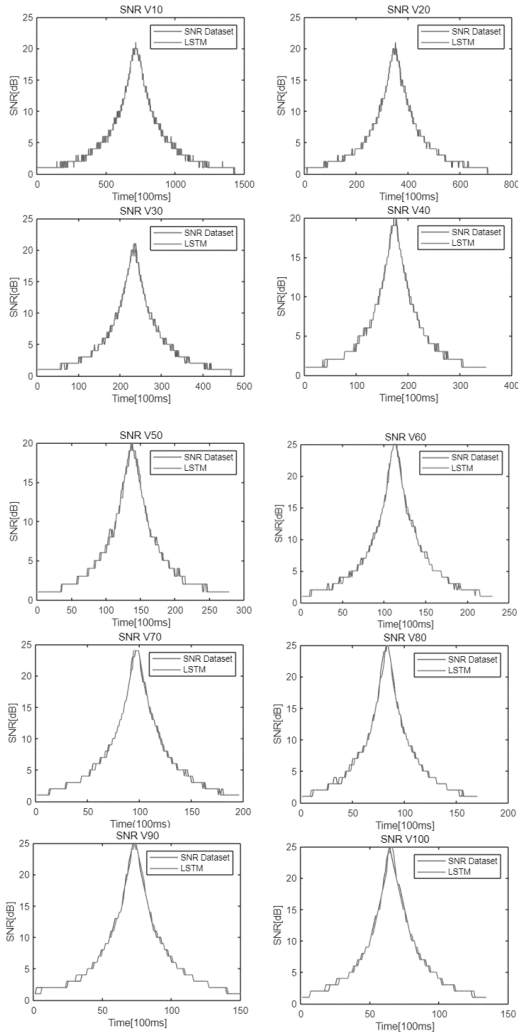 SNR V10
25
20
15
10
5
0
SNR[dB]
SNR Dataset
LSTM
0 500 1000 1500
Time[100ms]
SNR V20
25
20
15
10
5
0
SNR[dB]
SNR Dataset
LSTM
0 200 400 600 800
Time[100ms]
SNR V30
25
20
15
10
5
0
SNR[dB]
SNR Dataset
LSTM
0 100 200 300 400 500
Time[100ms]
SNR V40
20
15
10
5
0
SNR[dB]
SNR Dataset
LSTM
0 100 200 300 400
Time[100ms]
SNR V50
20
15
10
5
0
SNR[dB]
SNR Dataset
LSTM
0 50 100 150 200 250 300
Time[100ms]
SNR V60
25
20
15
10
5
0
SNR[dB]
SNR Dataset
LSTM
0 50 100 150 200 250
Time[100ms]
SNR V70
25
20
15
10
5
0
SNR[dB]
SNR Dataset
LSTM
0 50 100 150 200
Time(100ms]
SNR V80
25
20
15
10
5
0
SNR[dB]
SNR Dataset
LSTM
0 50 100 150 200
Time[100ms]
SNR V90
25
20
15
10
5
0
SNR[dB]
SNR Dataset
LSTM
0 50 100 150
Time[100ms]
SNR V100
25
20
15
10
5
0
SNR[dB]
SNR Dataset
LSTM
0 50 100 150
Time[100ms]